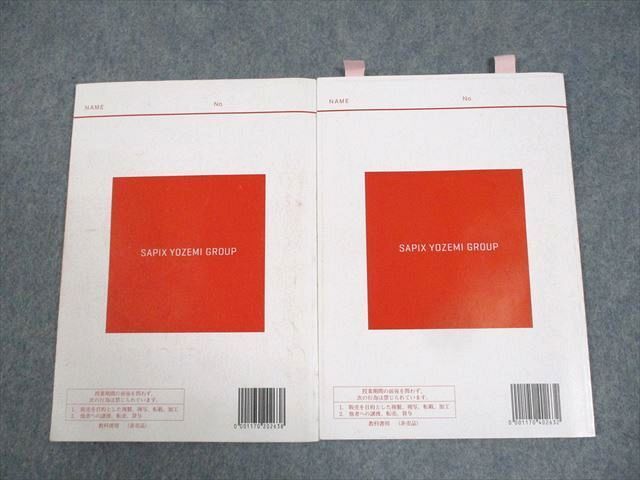 NAME
No.
SAPIX YOZEMI GROUP
授業期間の前後を問わず、
次の行為は禁じられています。
1. 販売を目的とした複製、複写、転載、加工
2. 他者への譲渡、転売、貸与
教科書用 (非売品)
0 001170 202638
NAME
No.
SAPIX YOZEMI GROUP
授業期間の前後を問わず、
次の行為は禁じられています。
1. 販売を目的とした複製、複写、転載、加工
2. 他者への譲渡、転売、貸与
教科書用 (非売品)
0 001170 402632